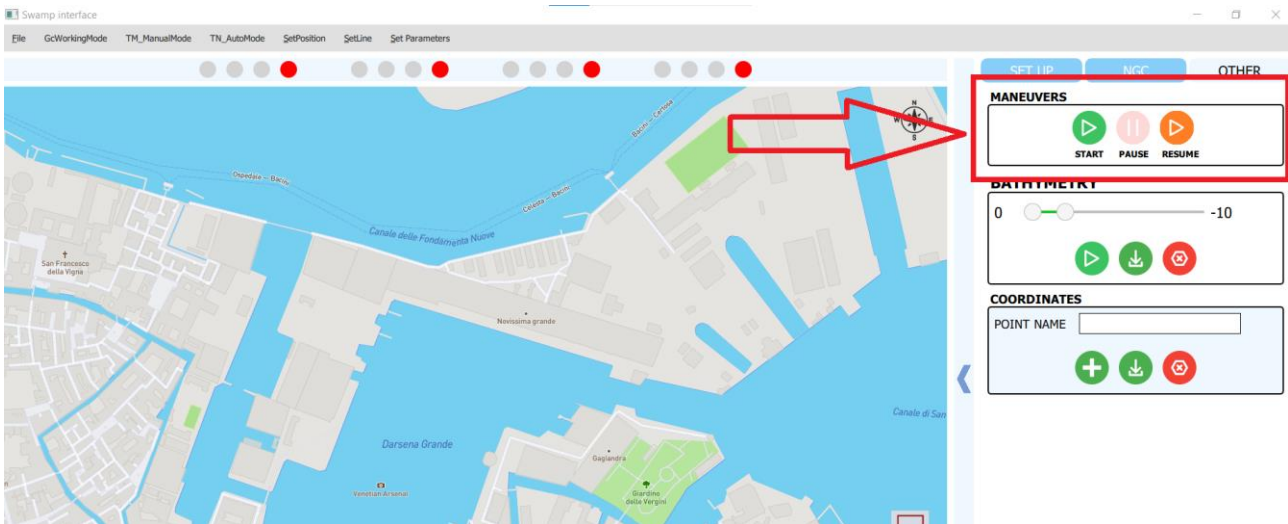 Swamp interface
File GcWorkingMode TM_ManualMode TN_AutoMode SetPosition SetLine Set Parameters
SET UP NGC OTHER
MANEUVERS
START PAUSE RESUME
BATHYMETRY
0 -10
COORDINATES
POINT NAME
N
W E
S
Bacini - Certosa
Ospedale - Bacini
Celestia - Bacini
Canale delle Fondamenta Nuove
San Francesco
della Vigna
Novissima grande
Canale di San
Darsena Grande
Gagiandra
Venetian Arsenal
Giardino
delle Vergini